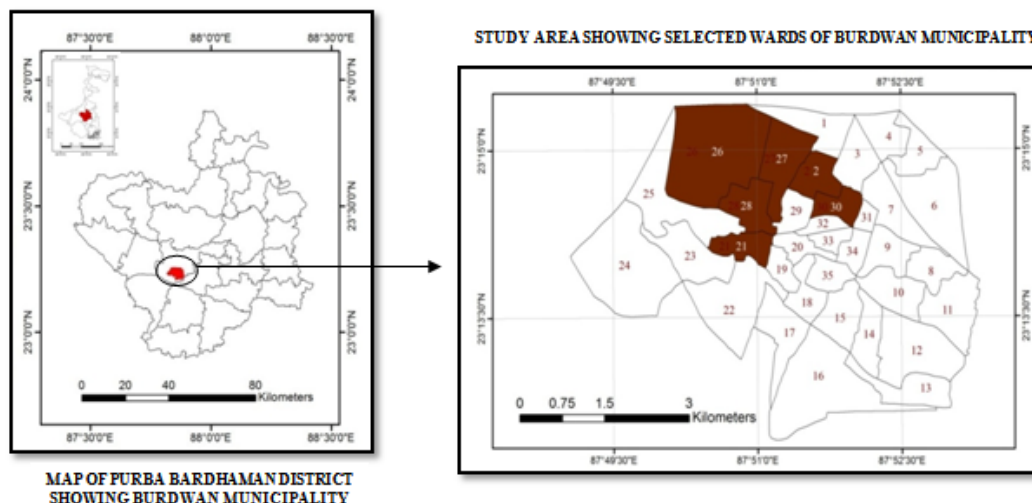 87°30'0"E 88°0'0"E 88°30'0"E
24°0'0"N
23°30'0"N
23°0'0"N
24°0'0"N
23°30'0"N
23°0'0"N
0 20 40 80
Kilometers
87°30'0"E 88°0'0"E 88°30'0"E
MAP OF PURBA BARDHAMAN DISTRICT
SHOWING BURDWAN MUNICIPALITY
STUDY AREA SHOWING SELECTED WARDS OF BURDWAN MUNICIPALITY
87°49'30"E 87°51'0"E 87°52'30"E
23°15'0"N
23°13'30"N
23°15'0"N
23°13'30"N
1
4
26 27 3 5
2
25 28 29 30 7 6
31
32
21 20 33 34 9
24 23 19 35 8
10
22 18 15 11
17 14 12
16 13
0 0.75 1.5 3
Kilometers
87°49'30"E 87°51'0"E 87°52'30"E